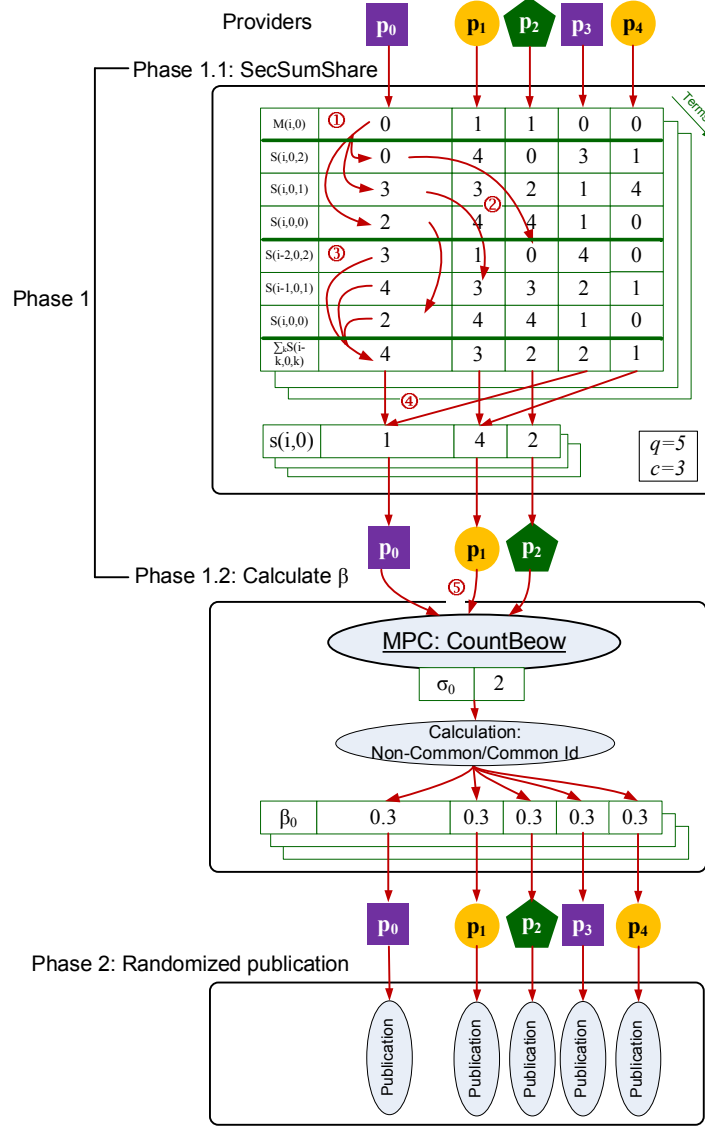 Providers
p0 p1 p2 p3 p4
Phase 1.1: SecSumShare
Terms
M(i,0) ① 0 1 1 0 0
S(i,0,2) 0 4 0 3 1
S(i,0,1) 3 3 2 1 4
②
S(i,0,0) 2 4 4 1 0
S(i-2,0,2) ③ 3 1 0 4 0
S(i-1,0,1) 4 3 3 2 1
Phase 1
S(i,0,0) 2 4 4 1 0
∑kS(i-
k,0,k) 4 3 2 2 1
④
s(i,0) 1 4 2
q=5
c=3
p0 p1 p2
Phase 1.2: Calculate β
⑤
MPC: CountBeow
σ0 2
Calculation:
Non-Common/Common Id
β0 0.3 0.3 0.3 0.3 0.3
p0 p1 p2 p3 p4
Phase 2: Randomized publication
Publication Publication Publication Publication Publication